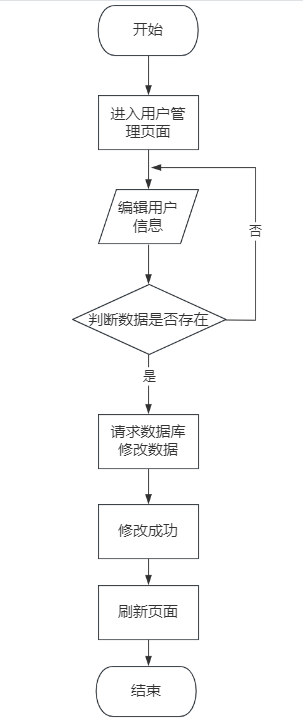 开始
进入用户管
理页面
编辑用户
信息
否
判断数据是否存在
是
请求数据库
修改数据
修改成功
刷新页面
结束